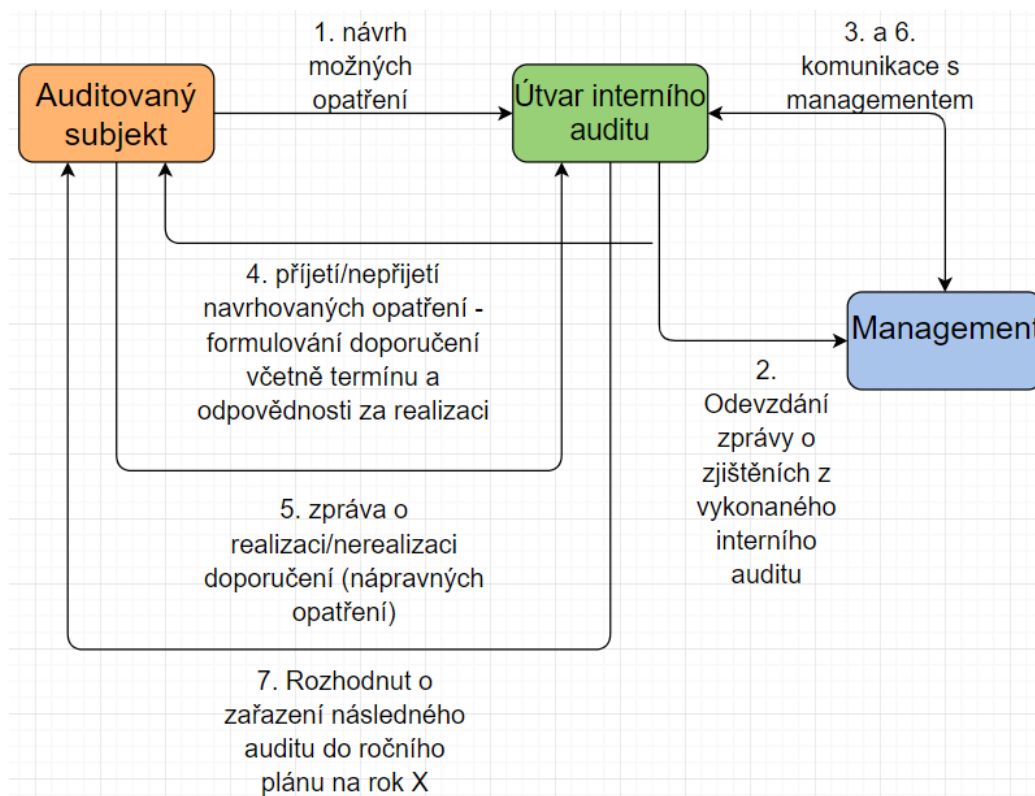 1. návrh
možných
opatření
3. a 6.
komunikace s
managementem
Auditovaný
subjekt
Útvar interního
auditu
4. příjetí/nepřijetí
navrhovaných opatření -
formulování doporučení
včetně termínu a
odpovědnosti za realizaci
Management
2.
Odevzdání
zprávy o
zjištěních z
vykonaného
interního
auditu
5. zpráva o
realizaci/nerealizaci
doporučení (nápravných
opatření)
7. Rozhodnut o
zařazení následného
auditu do ročního
plánu na rok X